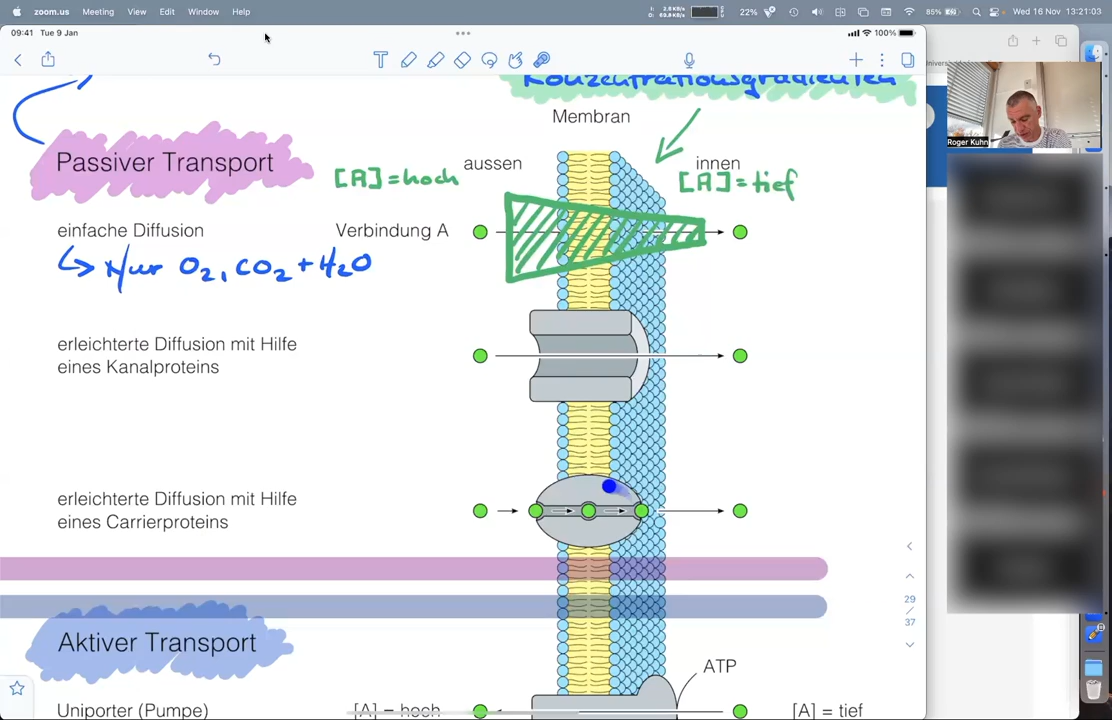 zoom.us Meeting View Edit Window Help 22% 85% Wed 16 Nov 13:21:03
09:41 Tue 9 Jan 100%
Konzentrationsgradienten
Membran
Passiver Transport
aussen
innen
[A]=hoch
[A]=tief
einfache Diffusion
Verbindung A
↳ Nur O₂, CO₂ + H₂O
erleichterte Diffusion mit Hilfe
eines Kanalproteins
erleichterte Diffusion mit Hilfe
eines Carrierproteins
29
/
37
Aktiver Transport
ATP
Uniporter (Pumpe)
[A] = hoch
[A] = tief
Roger Kuhn